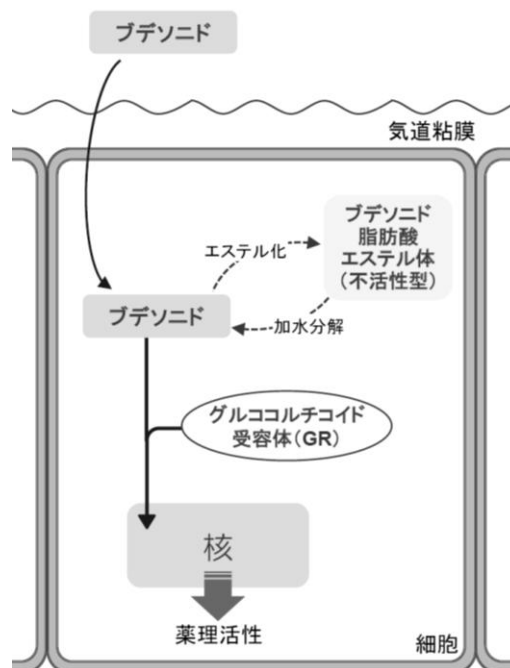 ブデソニド
気道粘膜
ブデソニド
脂肪酸
エステル体
（不活性型）
エステル化
ブデソニド
加水分解
グルココルチコイド
受容体（GR）
核
薬理活性
細胞